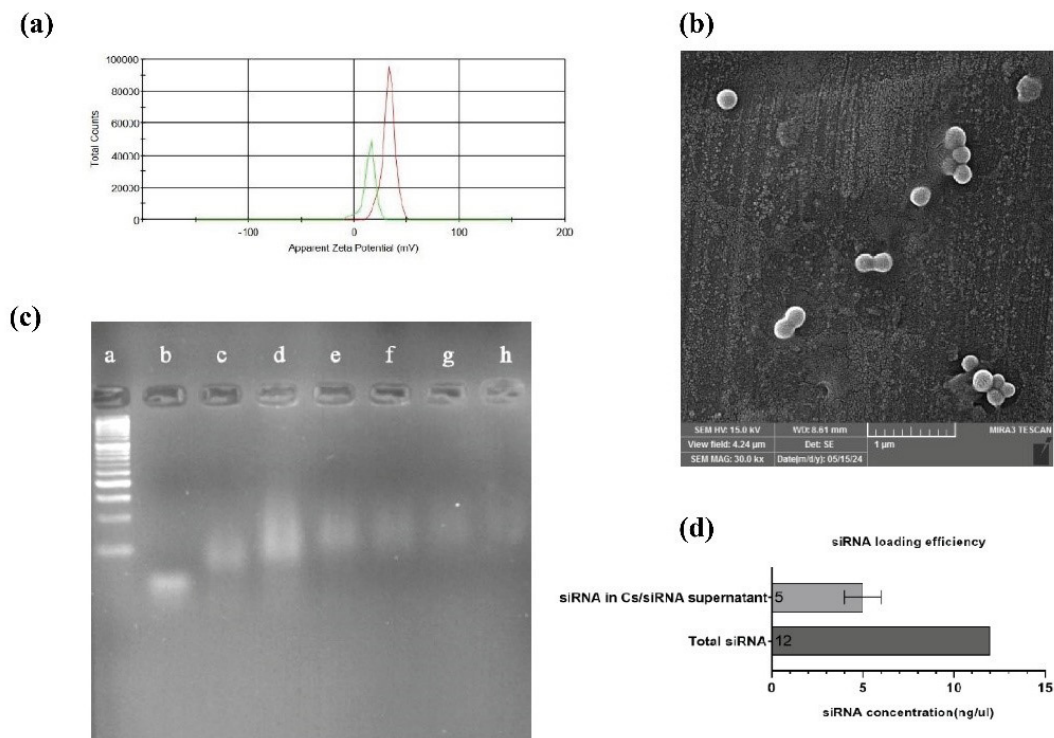 (a)
100000
80000
60000
40000
20000
0
Total Counts
-100
0
100
200
Apparent Zeta Potential (mV)
(b)
SEM HV: 15.0 kV
WD: 8.61 mm
MIRA3 TESCAN
View field: 4.24 µm
Det: SE
1 µm
SEM MAG: 30.0 kx
Date(m/d/y): 05/15/24
(c)
a b c d e f g h
(d)
siRNA loading efficiency
siRNA in Cs/siRNA supernatant
5
Total siRNA
12
0 5 10 15
siRNA concentration(ng/ul)